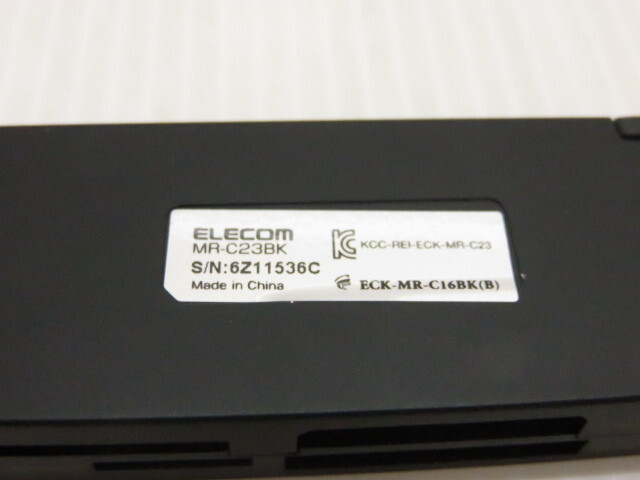 ELECOM
MR-C23BK
S/N:6Z11536C
Made in China
KCC-REI-ECK-MR-C23
ECK-MR-C16BK(B)